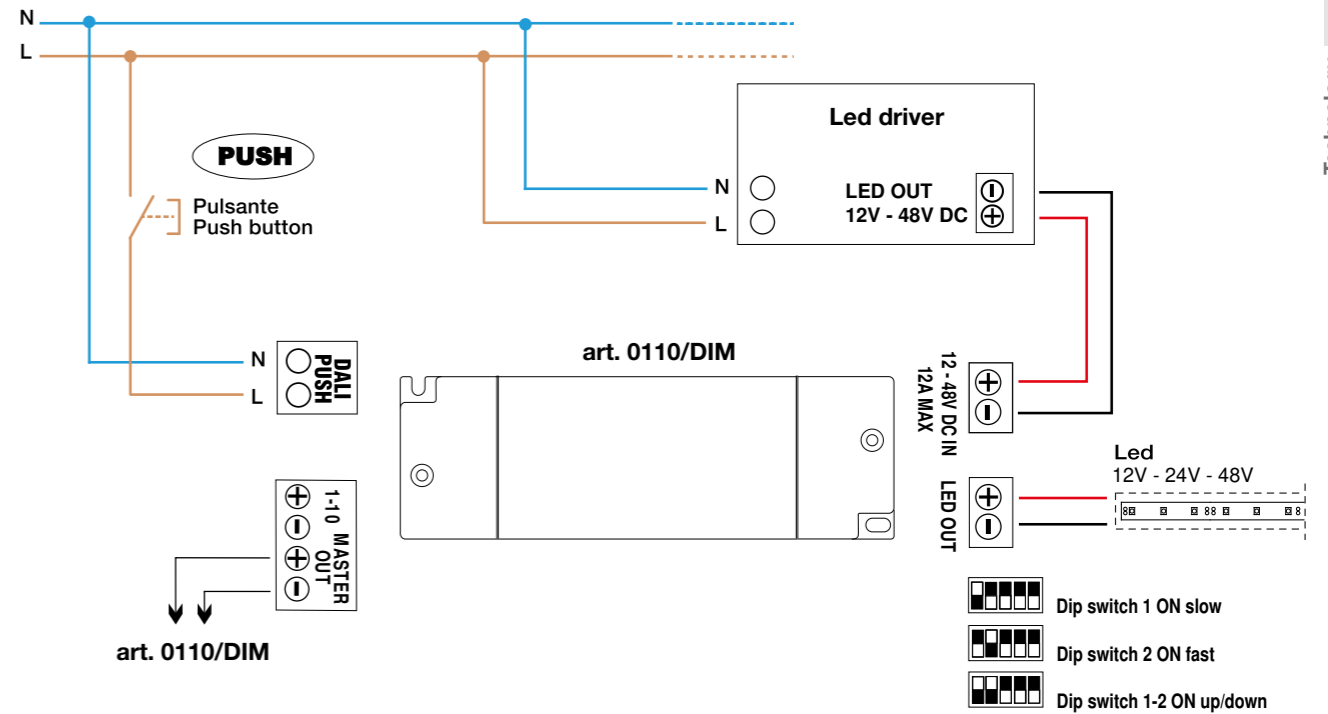 N
L
PUSH
Pulsante
Push button
Led driver
N
L
LED OUT
12V - 48V DC
N
L
DALI
PUSH
art. 0110/DIM
12 - 48V DC IN
12A MAX
Led
12V - 24V - 48V
LED OUT
1-10 MASTER
OUT
art. 0110/DIM
Dip switch 1 ON slow
Dip switch 2 ON fast
Dip switch 1-2 ON up/down